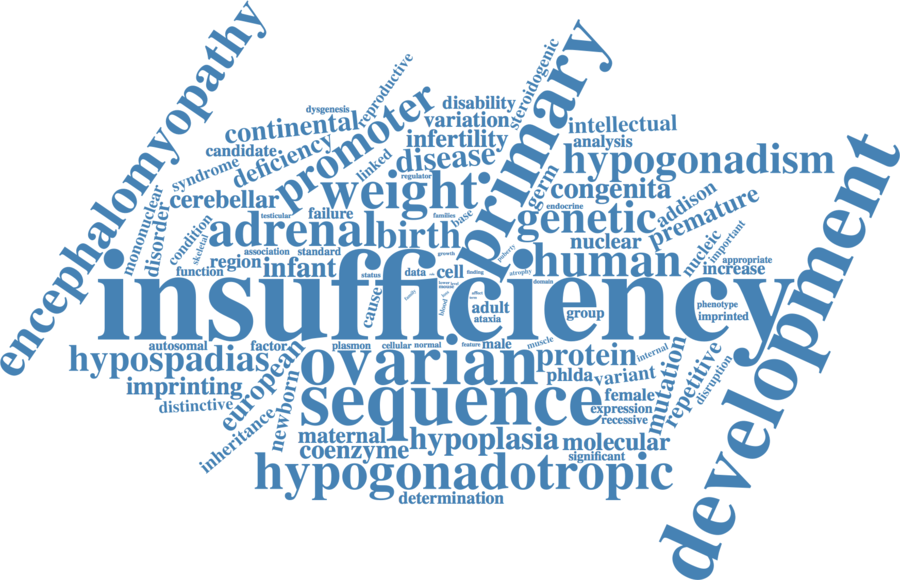 encephalomyopathy
primary
development
insufficiency
dysgenesis
reproductive
steroidogenic
disability
continental
promoter
variation
intellectual
candidate
deficiency
infertility
analysis
syndrome
linked
disease
hypogonadism
cerebellar
weight
regulator
germ
congenita
mononuclear
disorder
condition
skeletal
testicular
failure
families
base
endocrine
genetic
addison
premature
adrenal
birth
nuclear
nucleic
important
association
standard
growth
puberty
function
region
infant
status
data
cell
finding
atrophy
human
domain
appropriate
increase
cause
family
blood
mouse
adult
ataxia
group
phenotype
imprinted
autosomal
factor
plasmon
cellular
normal
feature
male
muscle
hypospadias
european
ovarian
protein
internal
mutation
repetitive
disruption
imprinting
phlda
variant
distinctive
newborn
sequence
female
expression
recessive
inheritance
maternal
coenzyme
hypoplasia
molecular
significant
hypogonadotropic
determination